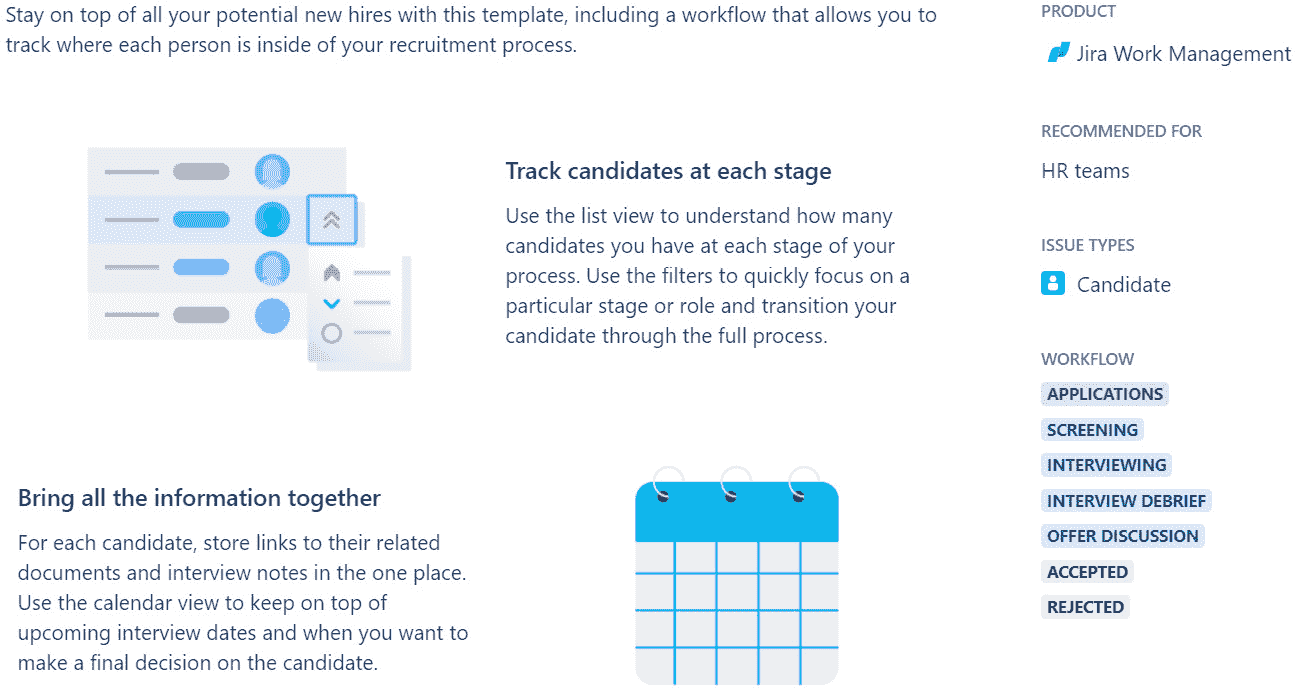 Stay on top of all your potential new hires with this template, including a workflow that allows you to
track where each person is inside of your recruitment process.
Track candidates at each stage
Use the list view to understand how many
candidates you have at each stage of your
process. Use the filters to quickly focus on a
particular stage or role and transition your
candidate through the full process.
Bring all the information together
For each candidate, store links to their related
documents and interview notes in the one place.
Use the calendar view to keep on top of
upcoming interview dates and when you want to
make a final decision on the candidate.
PRODUCT
Jira Work Management
RECOMMENDED FOR
HR teams
ISSUE TYPES
Candidate
WORKFLOW
APPLICATIONS
SCREENING
INTERVIEWING
INTERVIEW DEBRIEF
OFFER DISCUSSION
ACCEPTED
REJECTED